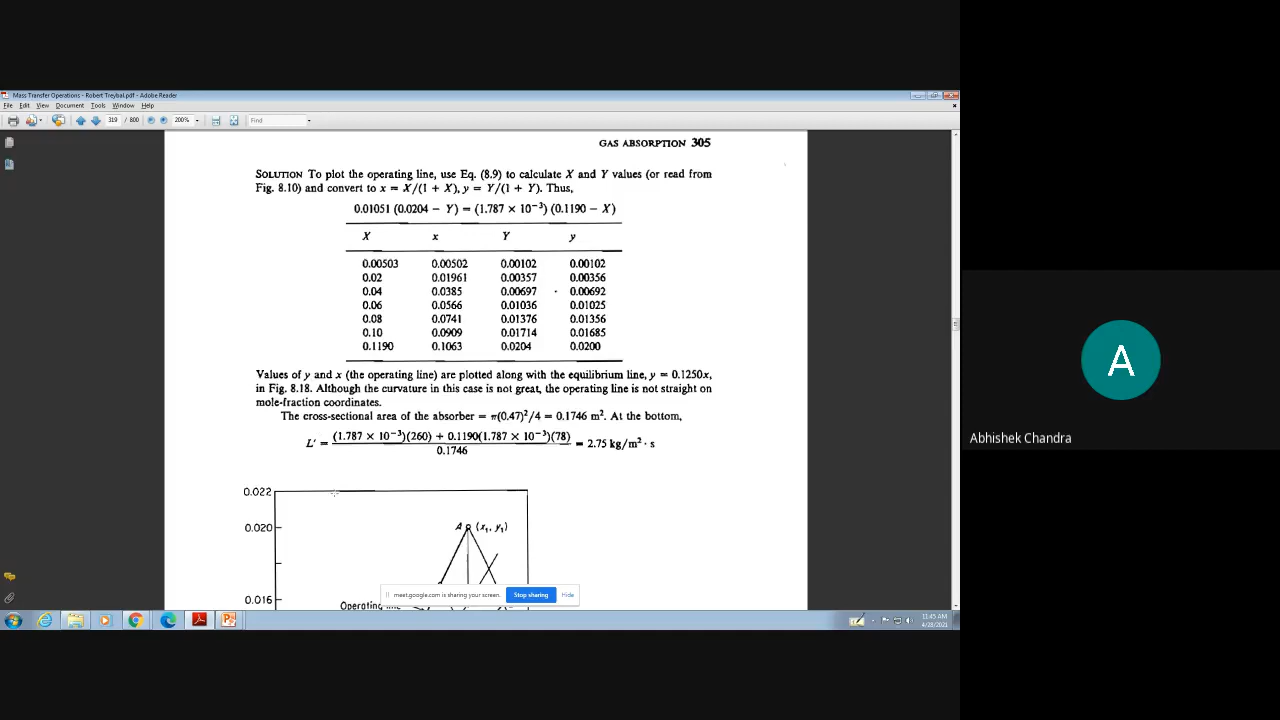 Mass Transfer Operations - Robert Treybal.pdf - Adobe Reader
File Edit View Document Tools Window Help
319 / 800 200% Find
GAS ABSORPTION 305
SOLUTION To plot the operating line, use Eq. (8.9) to calculate X and Y values (or read from
Fig. 8.10) and convert to x = X/(1 + X), y = Y/(1 + Y). Thus,
0.01051 (0.0204 − Y) = (1.787 × 10⁻³) (0.1190 − X)
X x Y y
0.00503 0.00502 0.00102 0.00102
0.02 0.01961 0.00357 0.00356
0.04 0.0385 0.00697 0.00692
0.06 0.0566 0.01036 0.01025
0.08 0.0741 0.01376 0.01356
0.10 0.0909 0.01714 0.01685
0.1190 0.1063 0.0204 0.0200
Values of y and x (the operating line) are plotted along with the equilibrium line, y = 0.1250x,
in Fig. 8.18. Although the curvature in this case is not great, the operating line is not straight on
mole-fraction coordinates.
The cross-sectional area of the absorber = π(0.47)²/4 = 0.1746 m². At the bottom,
L' = (1.787 × 10⁻³)(260) + 0.1190(1.787 × 10⁻³)(78) / 0.1746 = 2.75 kg/m² · s
0.022
0.020
A (x₁, y₁)
meet.google.com is sharing your screen. Stop sharing Hide
0.016
Operating line
11:45 AM
4/28/2021
A
Abhishek Chandra